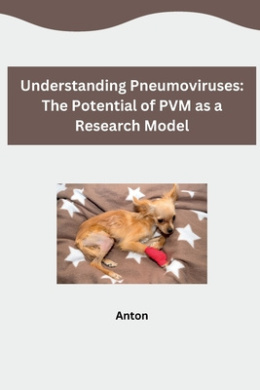 Understanding Pneumoviruses:
The Potential of PVM as a
Research Model
Anton